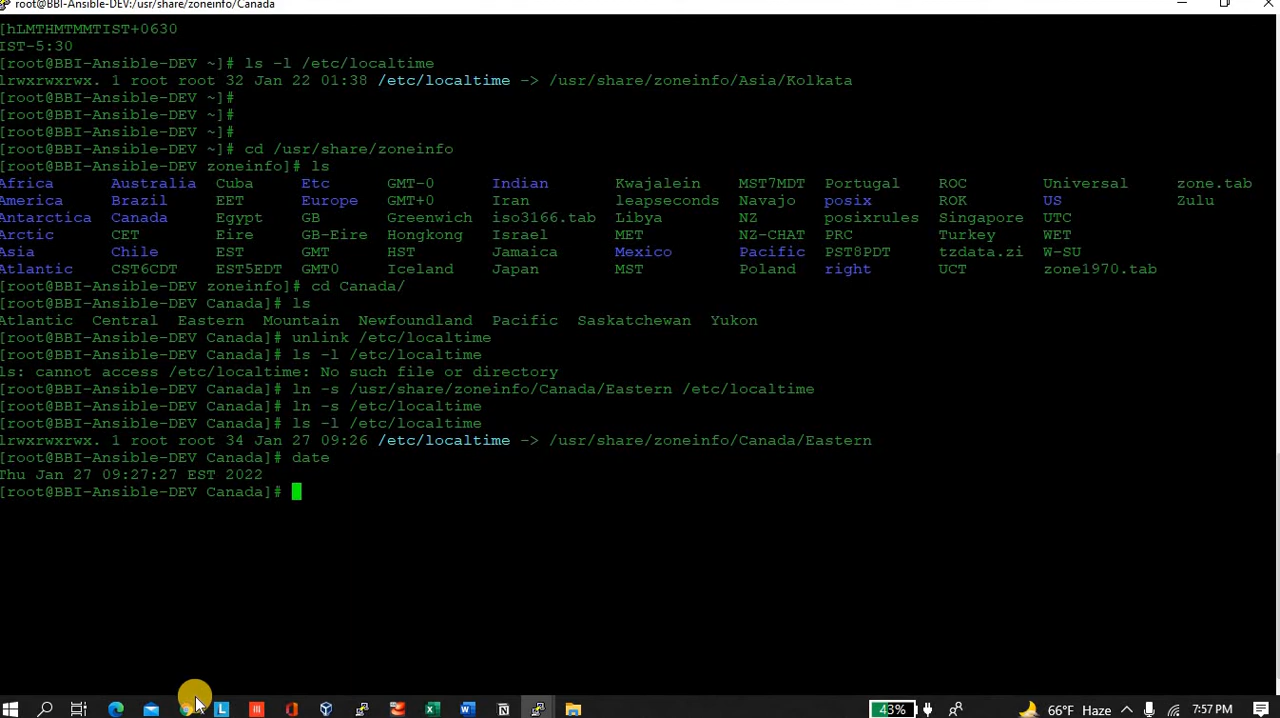 root@BBI-Ansible-DEV:/usr/share/zoneinfo/Canada
[hLMTHMTMMTIST+0630
IST-5:30
[root@BBI-Ansible-DEV ~]# ls -l /etc/localtime
lrwxrwxrwx. 1 root root 32 Jan 22 01:38 /etc/localtime -> /usr/share/zoneinfo/Asia/Kolkata
[root@BBI-Ansible-DEV ~]#
[root@BBI-Ansible-DEV ~]#
[root@BBI-Ansible-DEV ~]#
[root@BBI-Ansible-DEV ~]# cd /usr/share/zoneinfo
[root@BBI-Ansible-DEV zoneinfo]# ls
Africa Australia Cuba Etc GMT-0 Indian Kwajalein MST7MDT Portugal ROC Universal zone.tab
America Brazil EET Europe GMT+0 Iran leapseconds Navajo posix ROK US Zulu
Antarctica Canada Egypt GB Greenwich iso3166.tab Libya NZ posixrules Singapore UTC
Arctic CET Eire GB-Eire Hongkong Israel MET NZ-CHAT PRC Turkey WET
Asia Chile EST GMT HST Jamaica Mexico Pacific PST8PDT tzdata.zi W-SU
Atlantic CST6CDT EST5EDT GMT0 Iceland Japan MST Poland right UCT zone1970.tab
[root@BBI-Ansible-DEV zoneinfo]# cd Canada/
[root@BBI-Ansible-DEV Canada]# ls
Atlantic Central Eastern Mountain Newfoundland Pacific Saskatchewan Yukon
[root@BBI-Ansible-DEV Canada]# unlink /etc/localtime
[root@BBI-Ansible-DEV Canada]# ls -l /etc/localtime
ls: cannot access /etc/localtime: No such file or directory
[root@BBI-Ansible-DEV Canada]# ln -s /usr/share/zoneinfo/Canada/Eastern /etc/localtime
[root@BBI-Ansible-DEV Canada]# ln -s /etc/localtime
[root@BBI-Ansible-DEV Canada]# ls -l /etc/localtime
lrwxrwxrwx. 1 root root 34 Jan 27 09:26 /etc/localtime -> /usr/share/zoneinfo/Canada/Eastern
[root@BBI-Ansible-DEV Canada]# date
Thu Jan 27 09:27:27 EST 2022
[root@BBI-Ansible-DEV Canada]#
43% 66°F Haze 7:57 PM